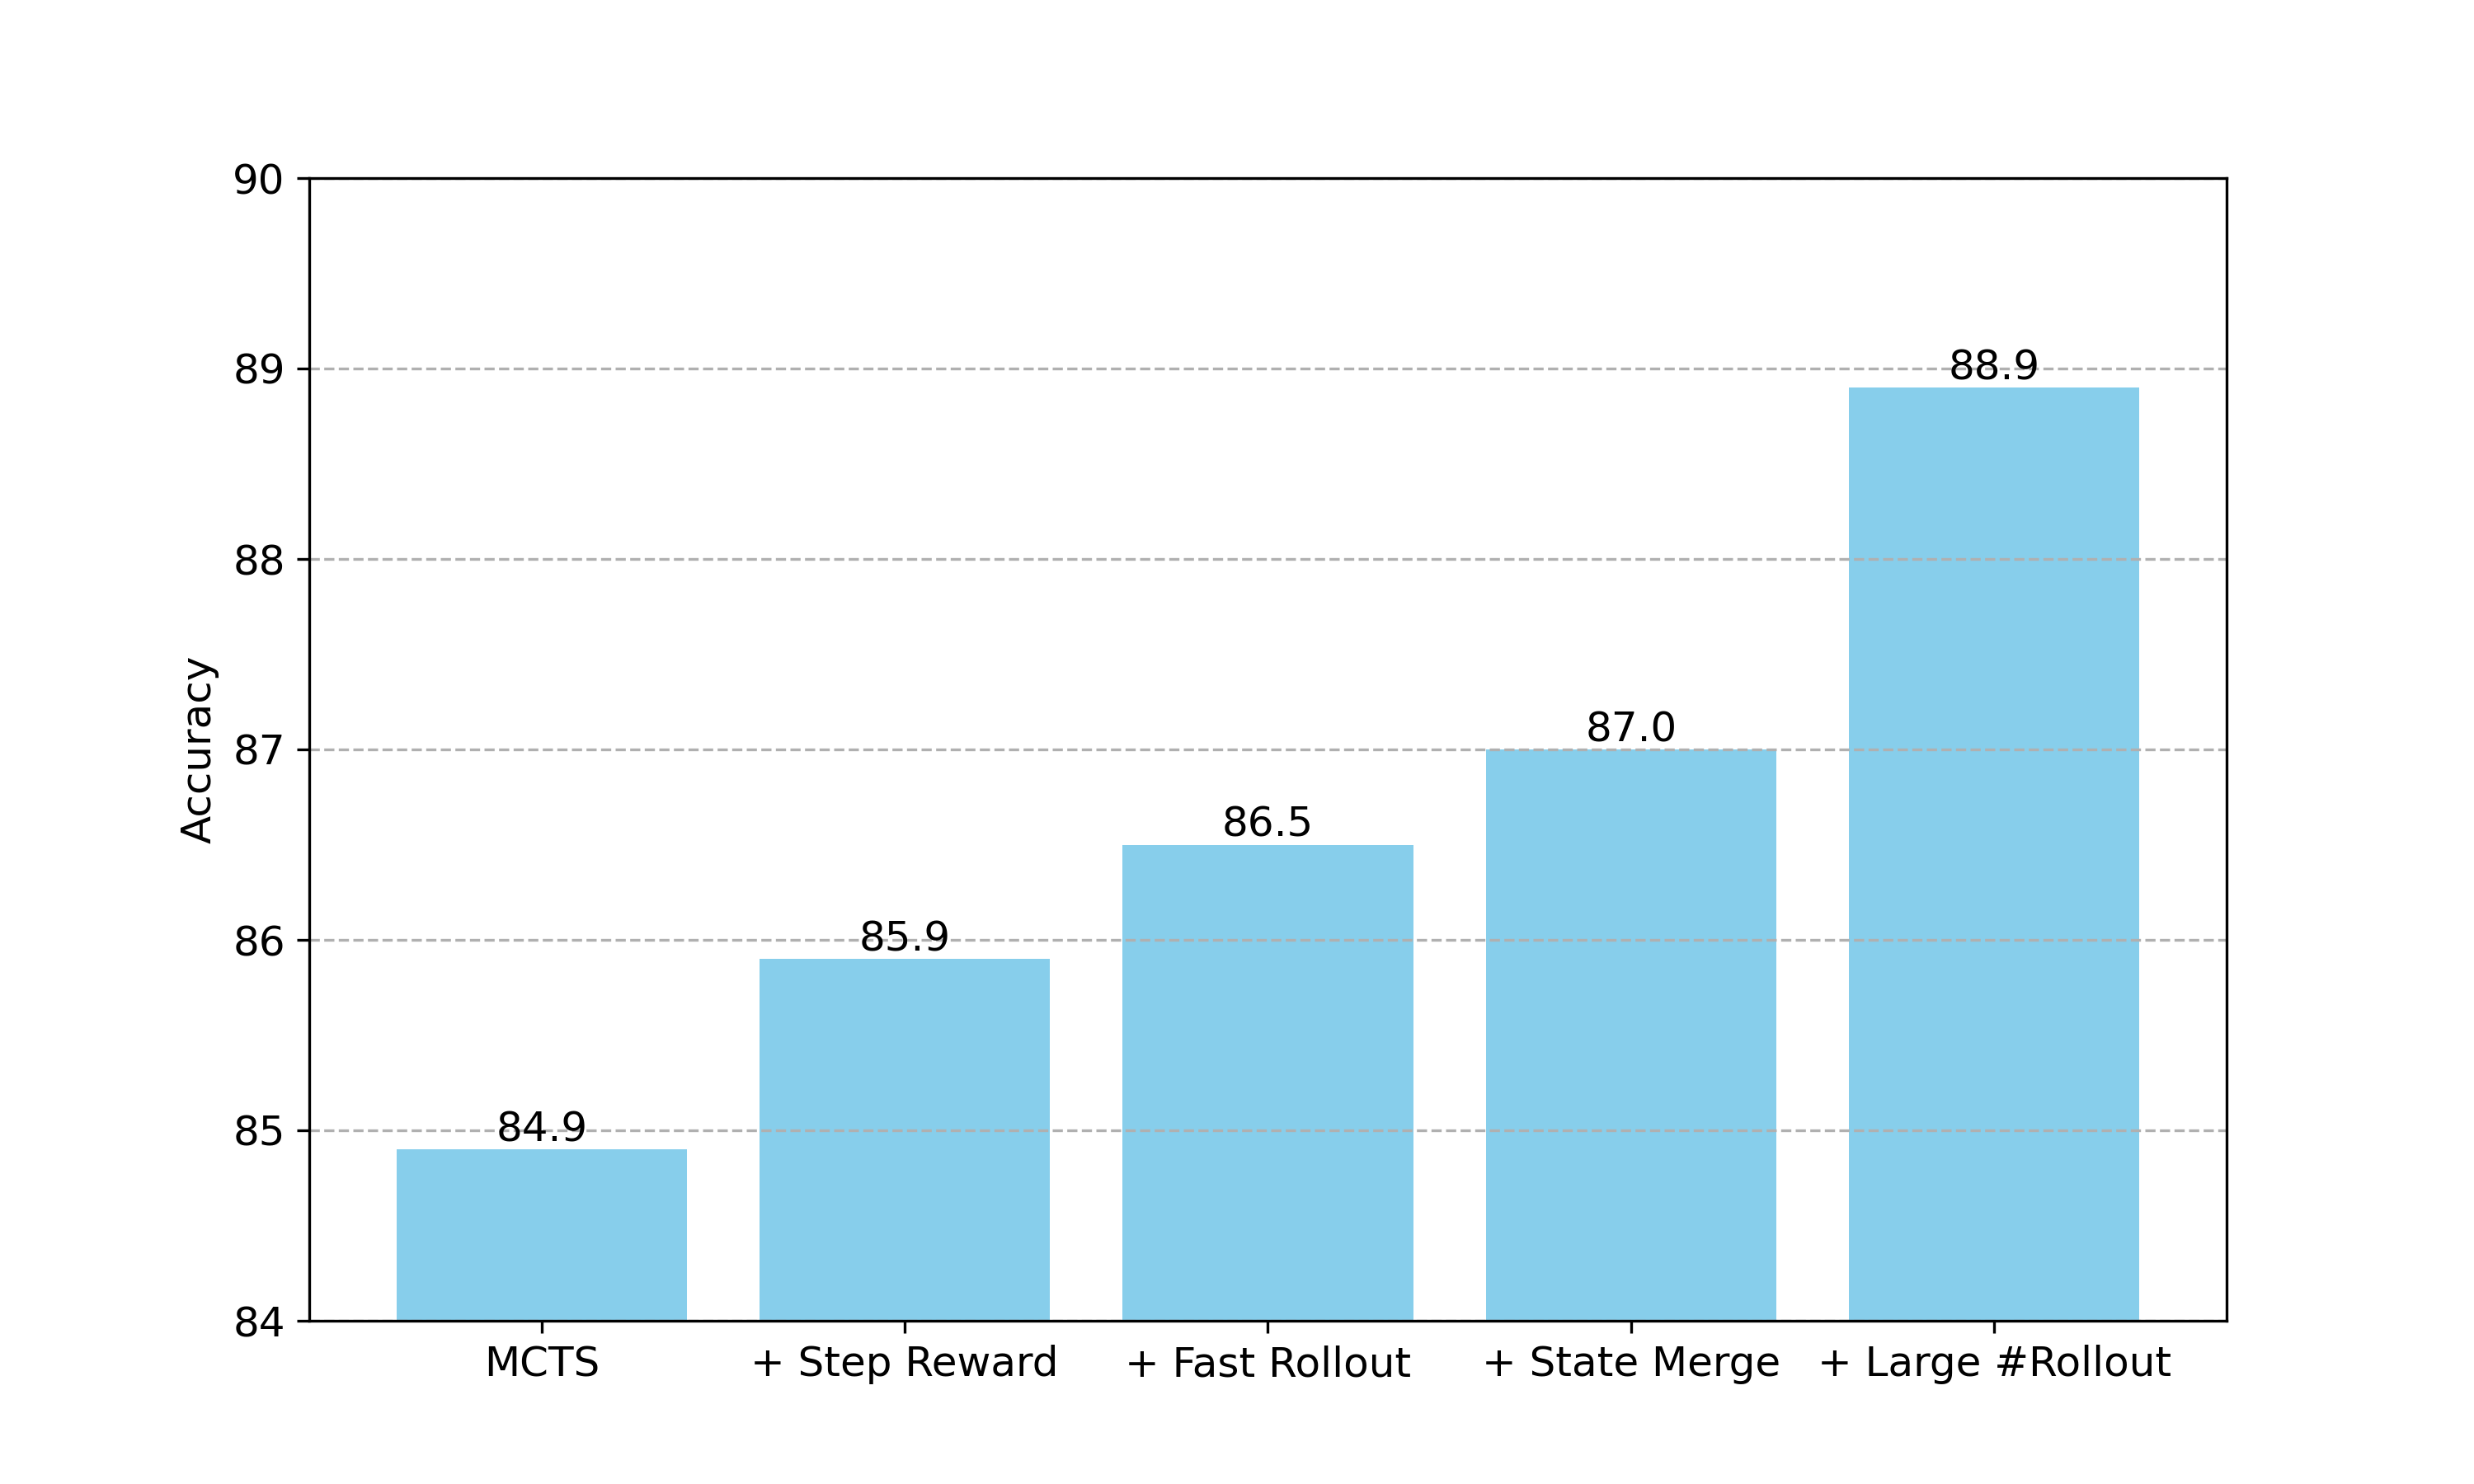 90
89
88
87
86
85
84
Accuracy
84.9
85.9
86.5
87.0
88.9
MCTS
+ Step Reward
+ Fast Rollout
+ State Merge
+ Large #Rollout